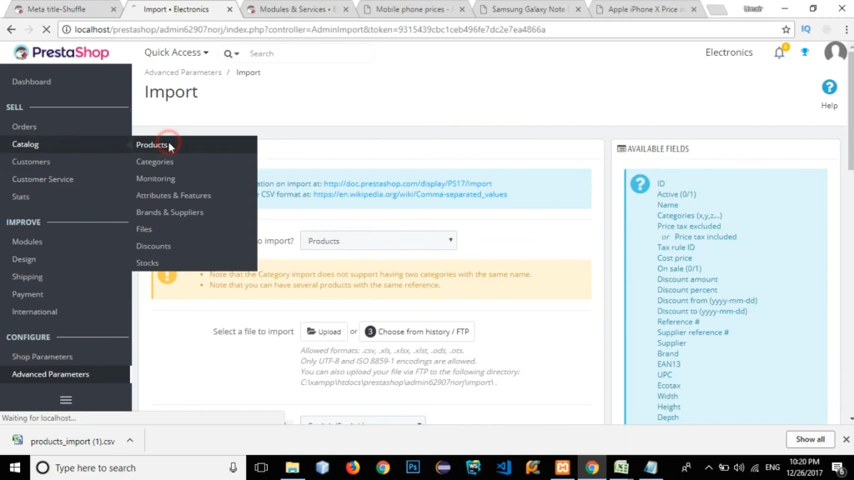 Meta title-Shuffle
Import • Electronics
Modules & Services •
Mobile phone prices -
Samsung Galaxy Note
Apple iPhone X Price in
localhost/prestashop/admin62907norj/index.php?controller=AdminImport&token=9315439cbc1ceb496bc3090e6fc7dc2e7ea4866a
PrestaShop
Quick Access
Search
Electronics
Dashboard
Advanced Parameters / Import
Import
Help
SELL
Orders
Catalog
Customers
Customer Service
Stats
IMPROVE
Modules
Design
Shipping
Payment
International
CONFIGURE
Shop Parameters
Advanced Parameters
Products
Categories
Monitoring
Attributes & Features
Brands & Suppliers
Files
Discounts
Stocks
on import at: http://doc.prestashop.com/display/PS17/Import
CSV format at: https://en.wikipedia.org/wiki/Comma-separated_values
o import?
Products
Note that the Category import does not support having two categories with the same name.
Note that you can have several products with the same reference.
Select a file to import
Upload or 3 Choose from history / FTP
Allowed formats: .csv, .xls, .xlsx, .xlst, .ods, .ots.
Only UTF-8 and ISO 8859-1 encodings are allowed.
You can also upload your file via FTP to the following directory:
C:\xampp\htdocs\prestashop\admin62907norj\import\ .
AVAILABLE FIELDS
ID
Active (0/1)
Name
Categories (x,y,z...)
Price tax excluded
or Price tax included
Tax rule ID
Cost price
On sale (0/1)
Discount amount
Discount percent
Discount from (yyyy-mm-dd)
Discount to (yyyy-mm-dd)
Reference #
Supplier reference #
Supplier
Brand
EAN13
UPC
Ecotax
Width
Height
Depth
Waiting for localhost...
products_import (1).csv
Show all
Type here to search
ENG
10:20 PM
12/26/2017